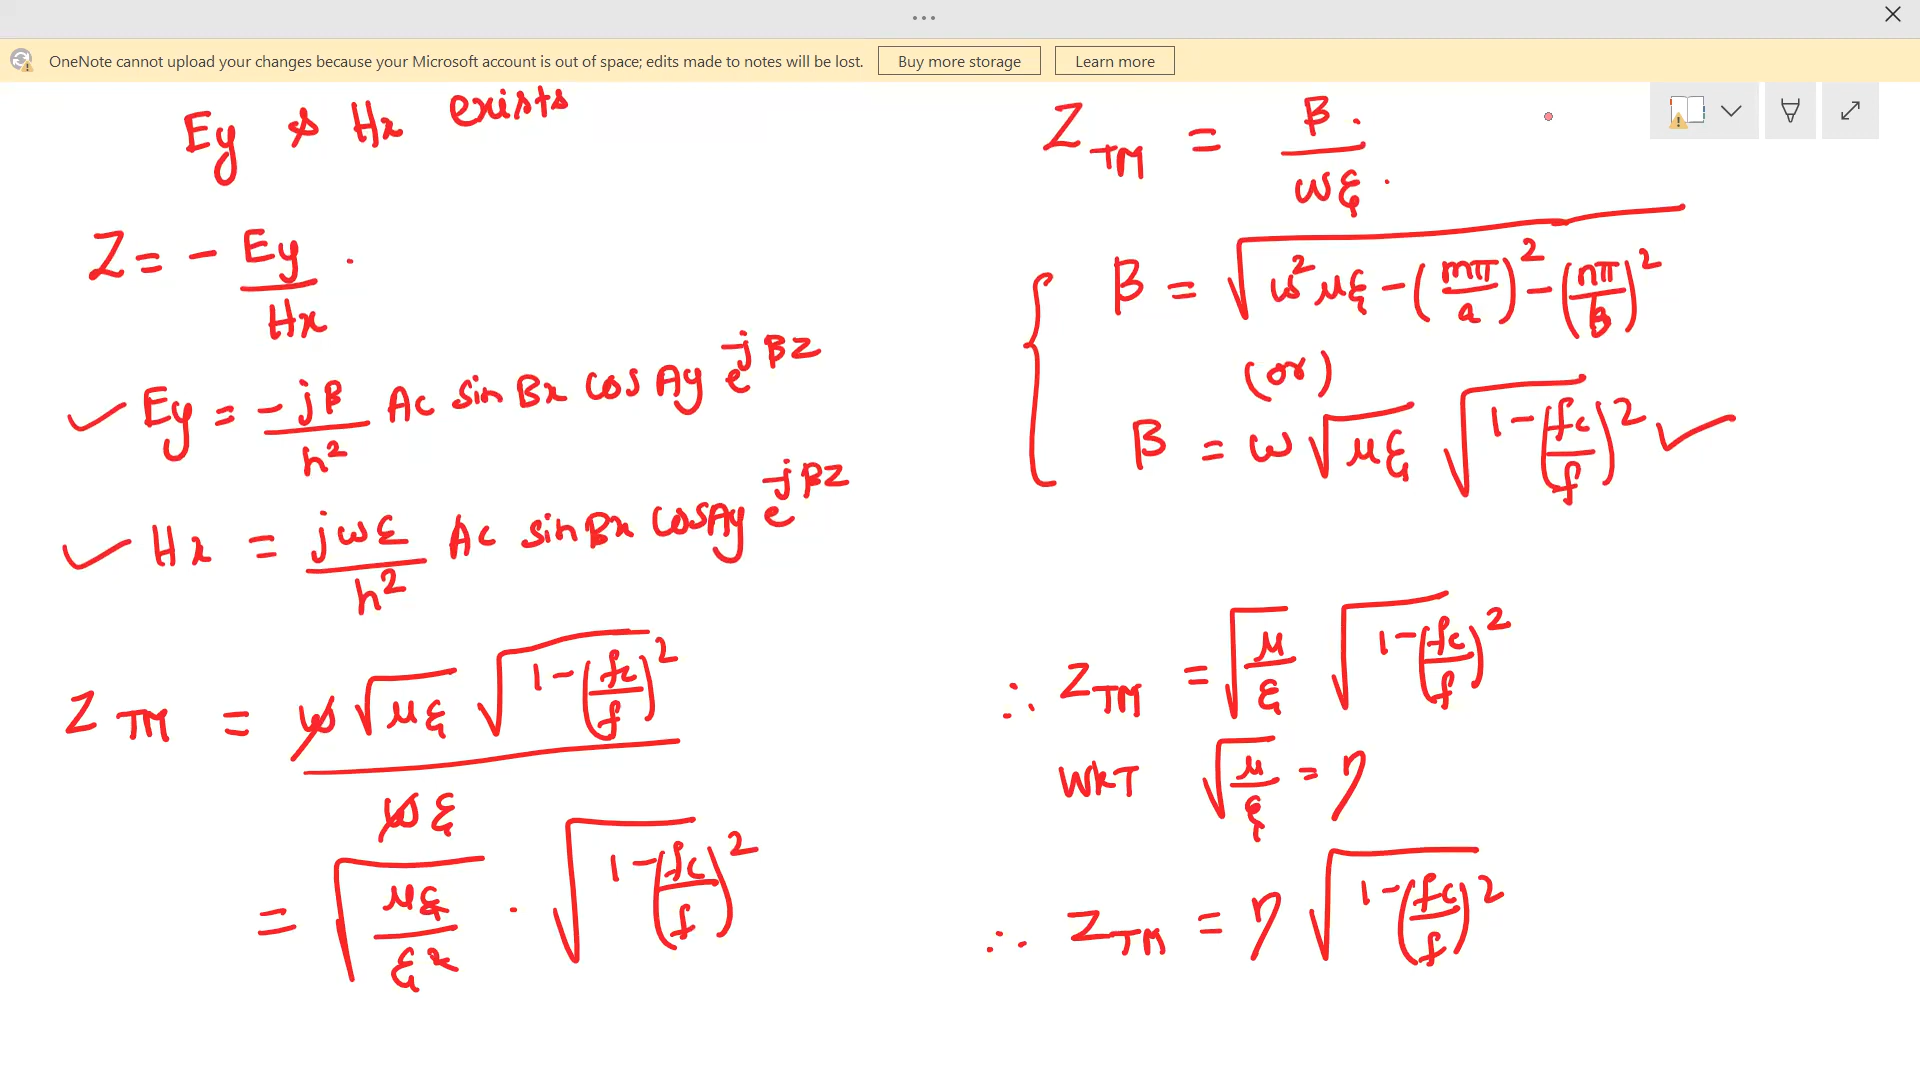 OneNote cannot upload your changes because your Microsoft account is out of space; edits made to notes will be lost. Buy more storage Learn more
Ey & Hx exists
Z = - Ey/Hx .
Ey = -jβ/h² Ac sin Bx cos Ay e^-jβz
Hx = jωε/h² Ac sin Bx cos Ay e^-jβz
Z_TM = ω√με √1-(fc/f)² / ωε
= √με/ε² . √1-(fc/f)²
Z_TM = β/ωε .
β = √ω²με - (mπ/a)² - (nπ/b)²
(or)
β = ω√με √1-(fc/f)²
∴ Z_TM = √μ/ε √1-(fc/f)²
WKT √μ/ε = η
∴ Z_TM = η √1-(fc/f)²